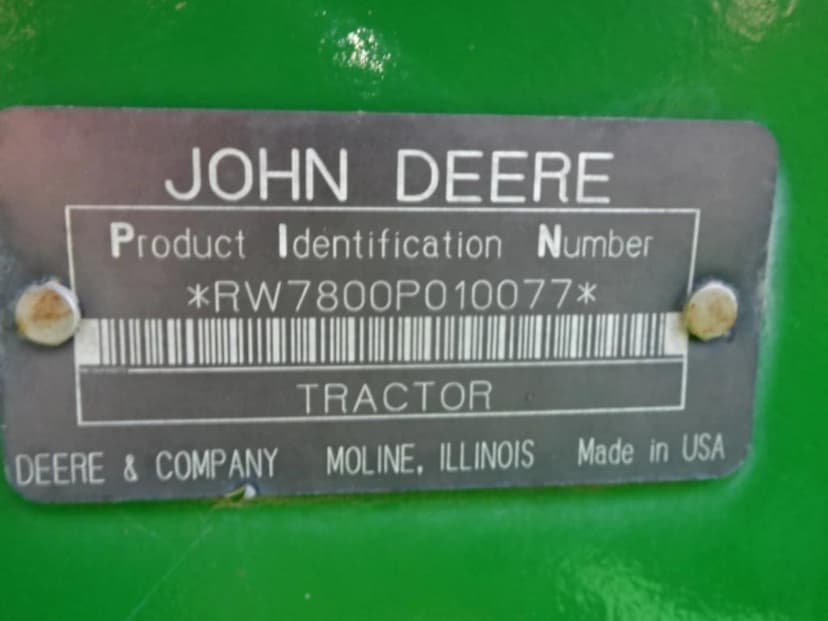 JOHN DEERE
Product Identification Number
*RW7800P010077*
TRACTOR
DEERE & COMPANY MOLINE, ILLINOIS Made in USA